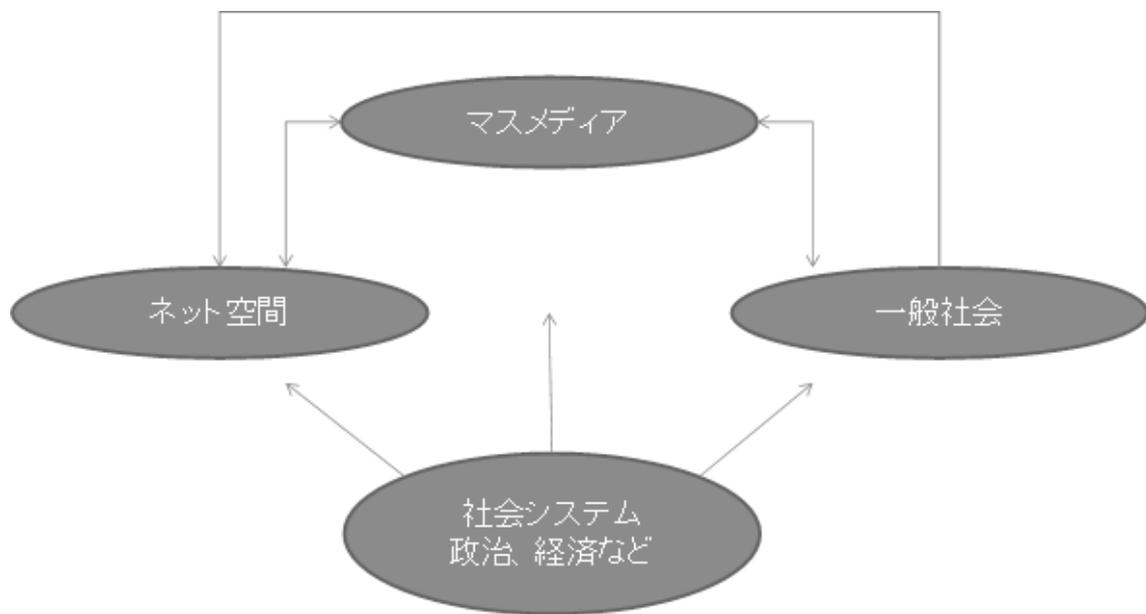 マスメディア
ネット空間
一般社会
社会システム
政治、経済など